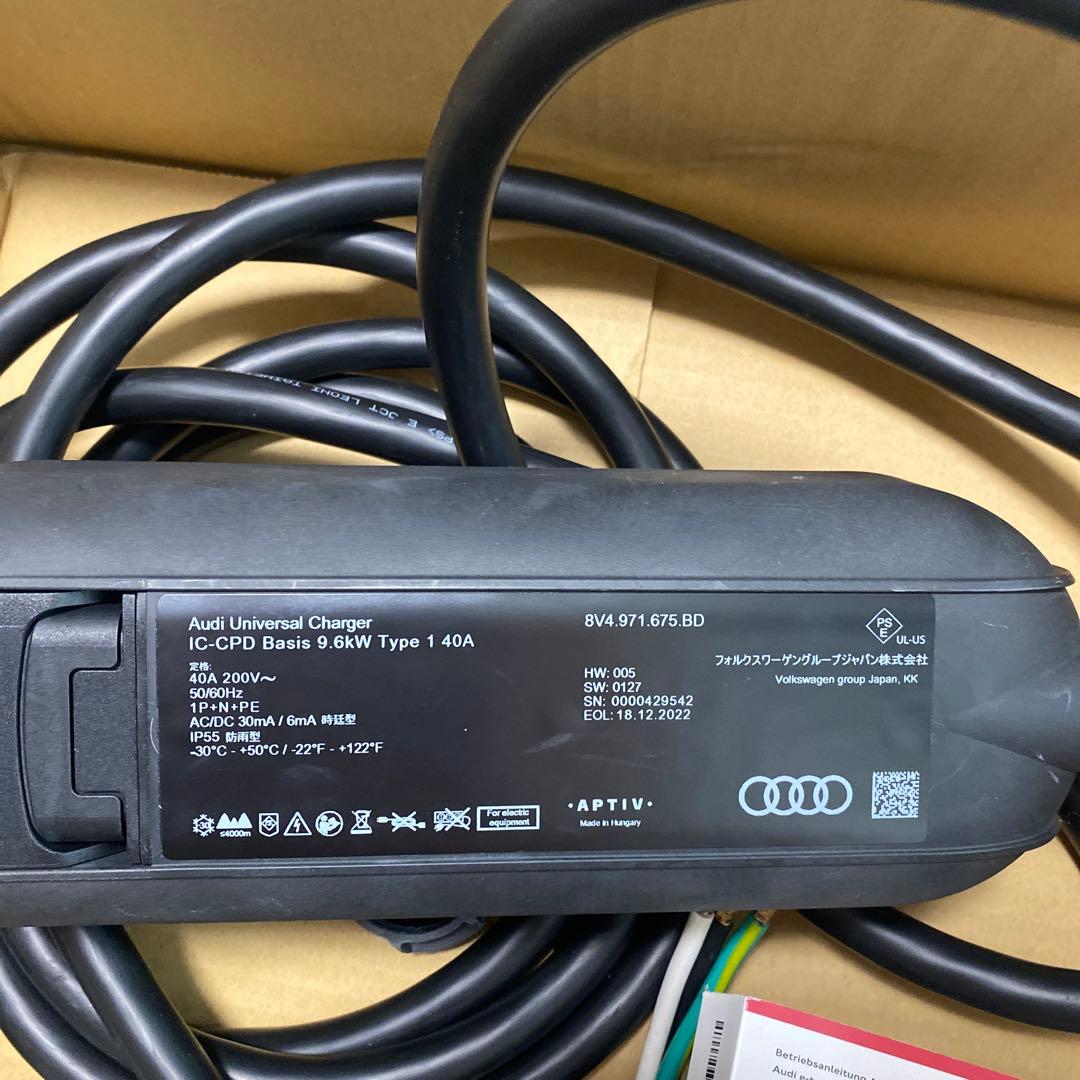 PS>E JCT LEONI
Audi Universal Charger
IC-CPD Basis 9.6kW Type 1 40A
定格:
40A 200V～
50/60Hz
1P+N+PE
AC/DC 30mA / 6mA 時廷型
IP55 防雨型
-30°C - +50°C / -22°F - +122°F
-30
≤4000m
For electric
equipment
8V4.971.675.BD
HW: 005
SW: 0127
SN: 0000429542
EOL: 18.12.2022
•APTIV•
Made in Hungary
PS
E
UL-US
フォルクスワーゲングループジャパン株式会社
Volkswagen group Japan, KK
Betriebsanleitung
Audi